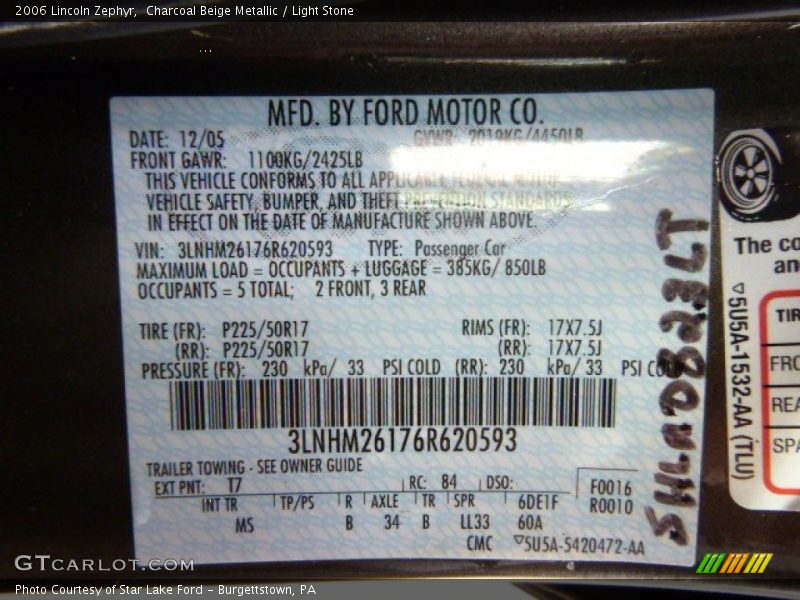 2006 Lincoln Zephyr,  Charcoal Beige Metallic / Light Stone
MFD. BY FORD MOTOR CO.
DATE: 12/05 GVWR: 2019KG/4450LB
FRONT GAWR: 1100KG/2425LB
THIS VEHICLE CONFORMS TO ALL APPLICABLE FEDERAL MOTOR
VEHICLE SAFETY, BUMPER, AND THEFT PREVENTION STANDARDS
IN EFFECT ON THE DATE OF MANUFACTURE SHOWN ABOVE.
VIN: 3LNHM26176R620593 TYPE: Passenger Car
MAXIMUM LOAD = OCCUPANTS + LUGGAGE = 385KG/ 850LB
OCCUPANTS = 5 TOTAL; 2 FRONT, 3 REAR
TIRE (FR): P225/50R17 RIMS (FR): 17X7.5J
(RR): P225/50R17 (RR): 17X7.5J
PRESSURE (FR): 230 kPa/ 33 PSI COLD (RR): 230 kPa/ 33 PSI COLD
3LNHM26176R620593
TRAILER TOWING - SEE OWNER GUIDE
EXT PNT: T7 RC: 84 DSO: F0016
INT TR TP/PS R AXLE TR SPR 6DE1F R0010
MS B 34 B LL33 60A
CMC ▽5U5A-5420472-AA
The co
an
▽5U5A-1532-AA (TLU)
TIR
FRO
REA
SPA
GTCARLOT.COM
Photo Courtesy of Star Lake Ford – Burgettstown, PA